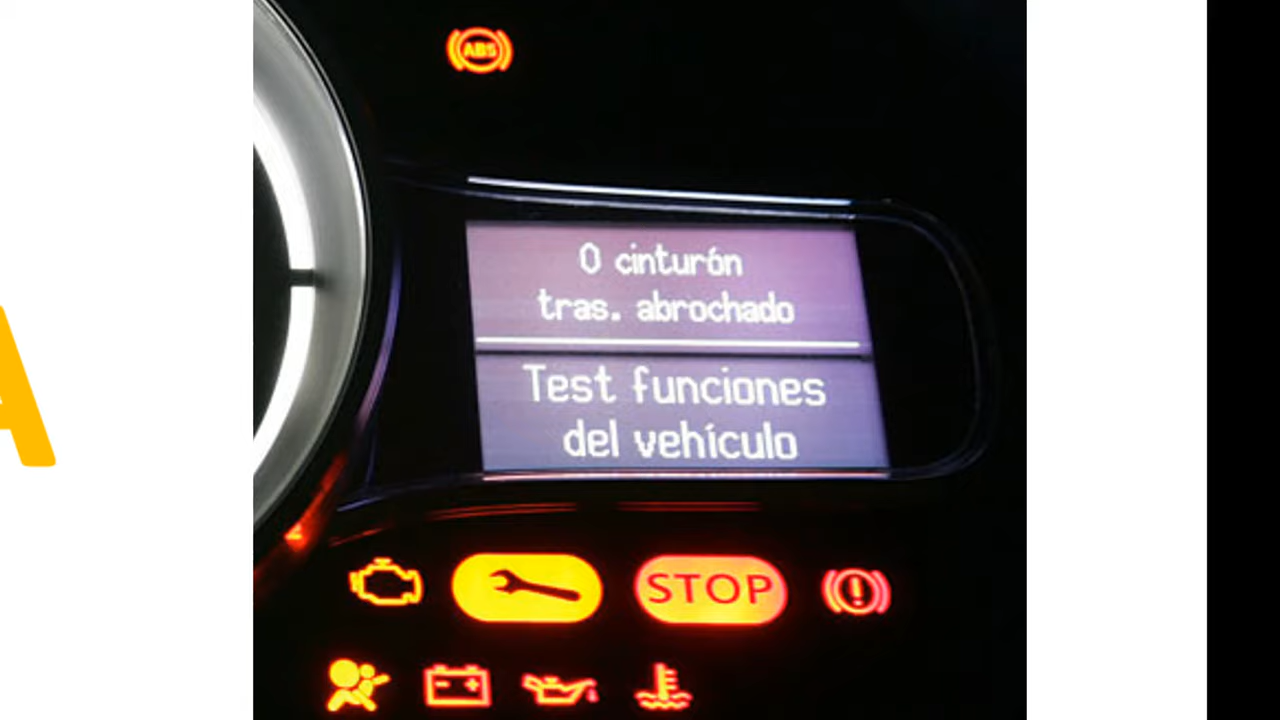 ABS
0 cinturón
tras. abrochado
Test funciones
del vehículo
STOP
A